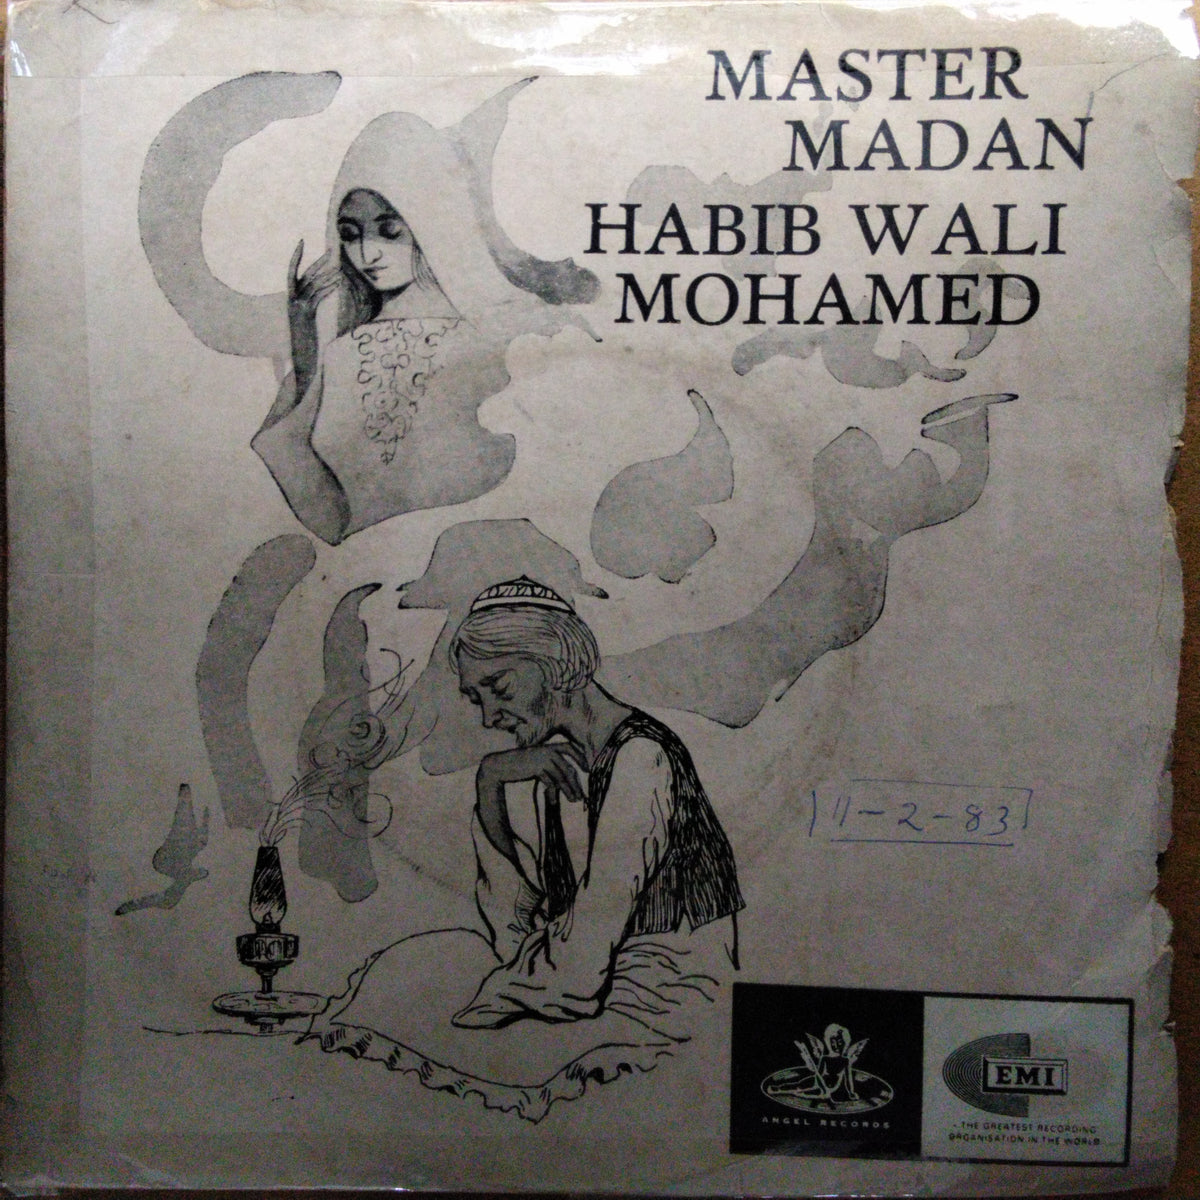 MASTER
MADAN
HABIB WALI
MOHAMED
11-2-83
ANGEL RECORDS
EMI
THE GREATEST RECORDING
ORGANISATION IN THE WORLD